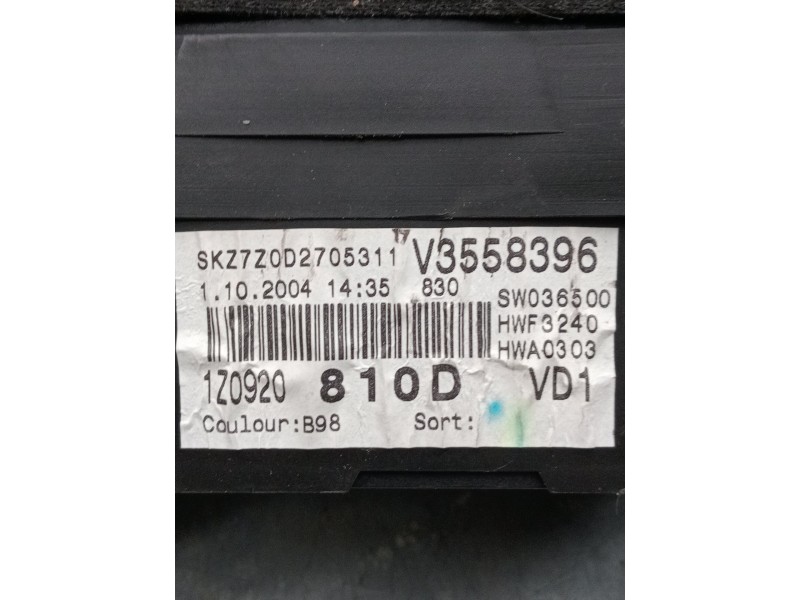 SKZ7Z0D2705311 V3558396
1.10.2004 14:35 830
SW036500
HWF3240
HWA0303
1Z0920 810D VD1
Coulour:B98 Sort: